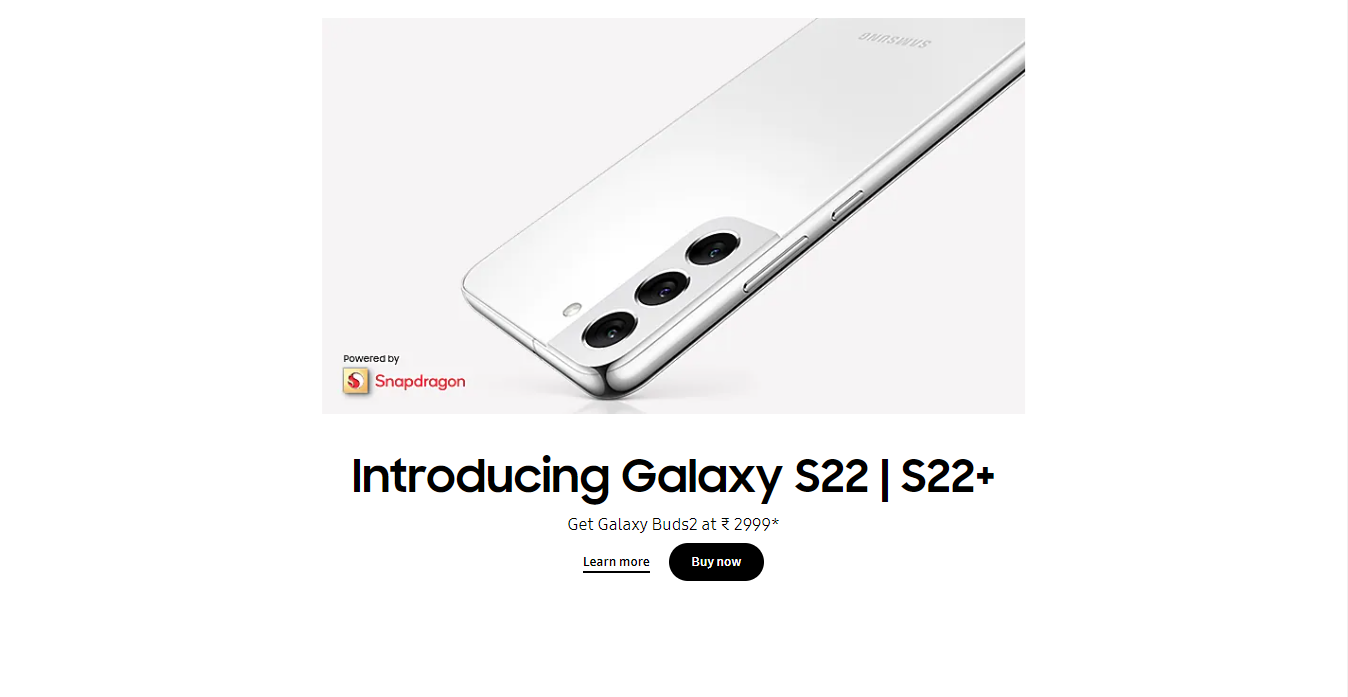 SAMSUNG
Powered by
Snapdragon
Introducing Galaxy S22 | S22+
Get Galaxy Buds2 at ₹ 2999*
Learn more
Buy now